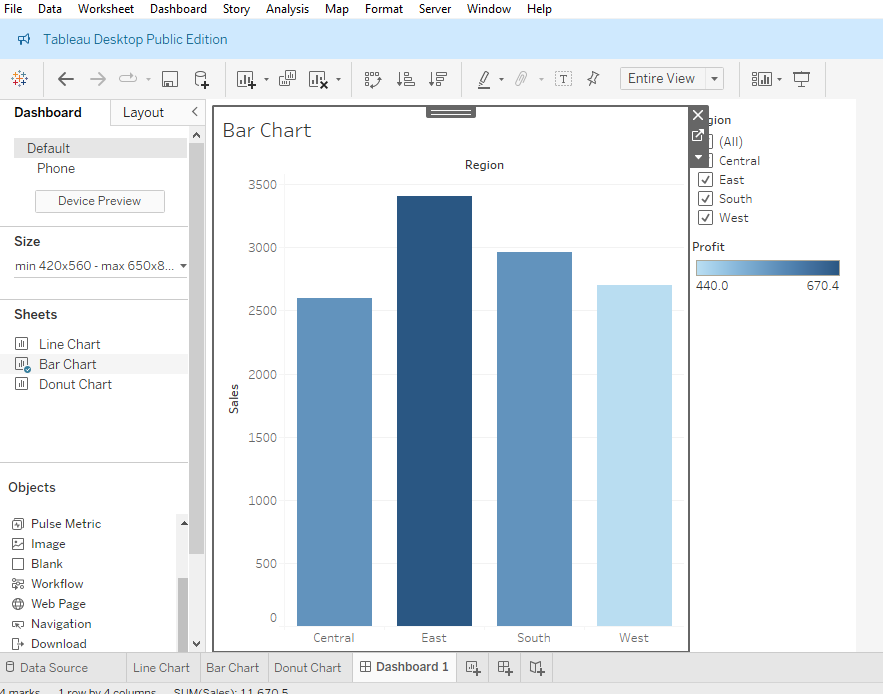 File Data Worksheet Dashboard Story Analysis Map Format Server Window Help
Tableau Desktop Public Edition
T Entire View
Dashboard Layout
Default
Phone
Device Preview
Size
min 420x560 - max 650x8...
Sheets
Line Chart
Bar Chart
Donut Chart
Objects
Pulse Metric
Image
Blank
Workflow
Web Page
Navigation
Download
Bar Chart
Region
Sales
3500
3000
2500
2000
1500
1000
500
0
Central East South West
gion
(All)
Central
East
South
West
Profit
440.0 670.4
Data Source Line Chart Bar Chart Donut Chart Dashboard 1
4 marks 1 row by 4 columns SUM(Sales): 11,670.5